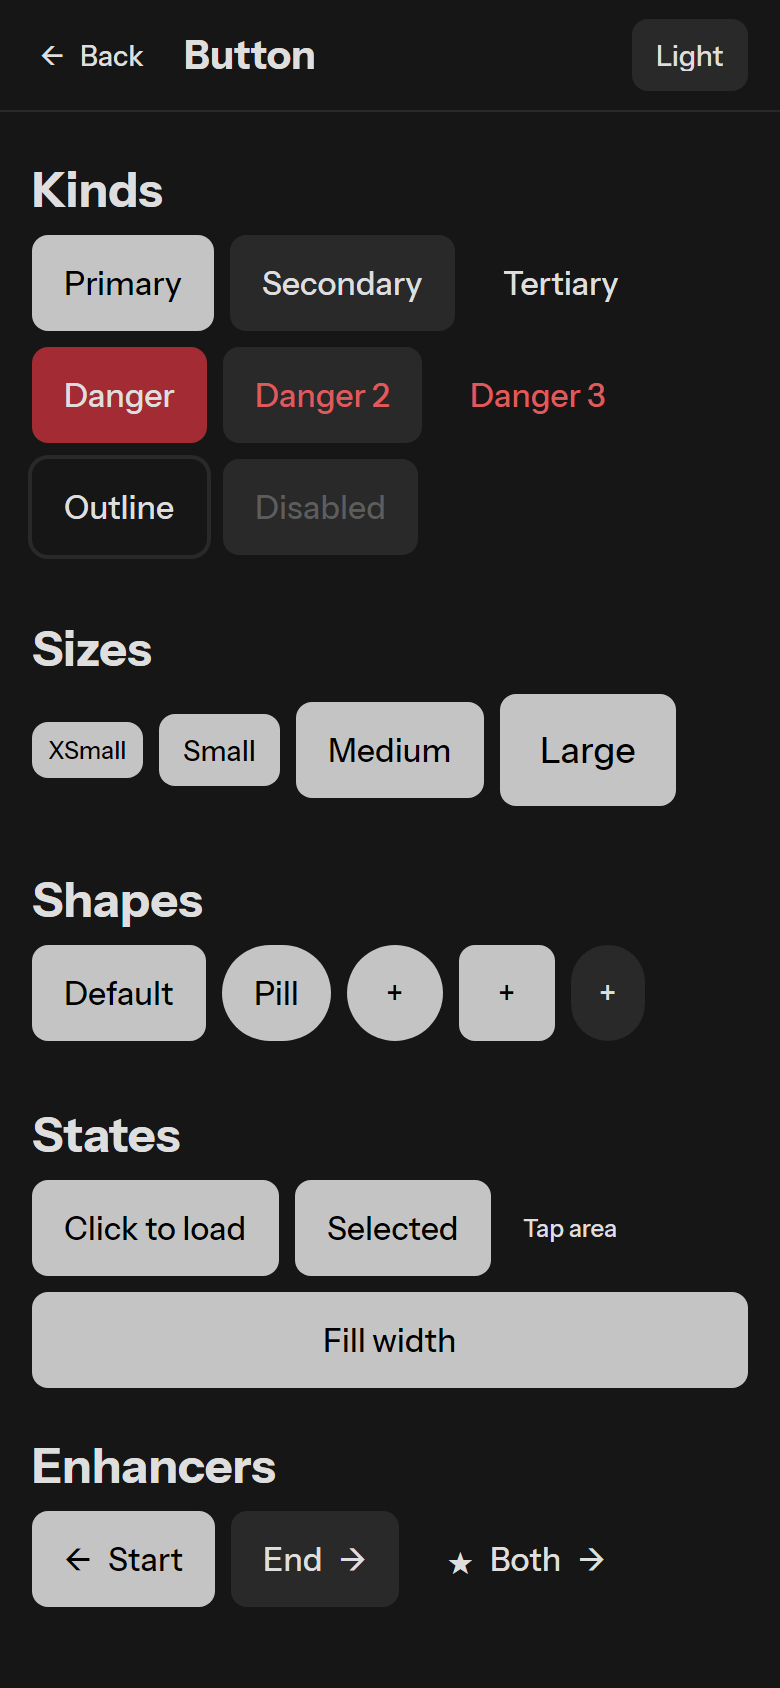 ← Back Button Light
Kinds
Primary Secondary Tertiary
Danger Danger 2 Danger 3
Outline Disabled
Sizes
XSmall Small Medium Large
Shapes
Default Pill + + +
States
Click to load Selected Tap area
Fill width
Enhancers
← Start End → ★ Both →